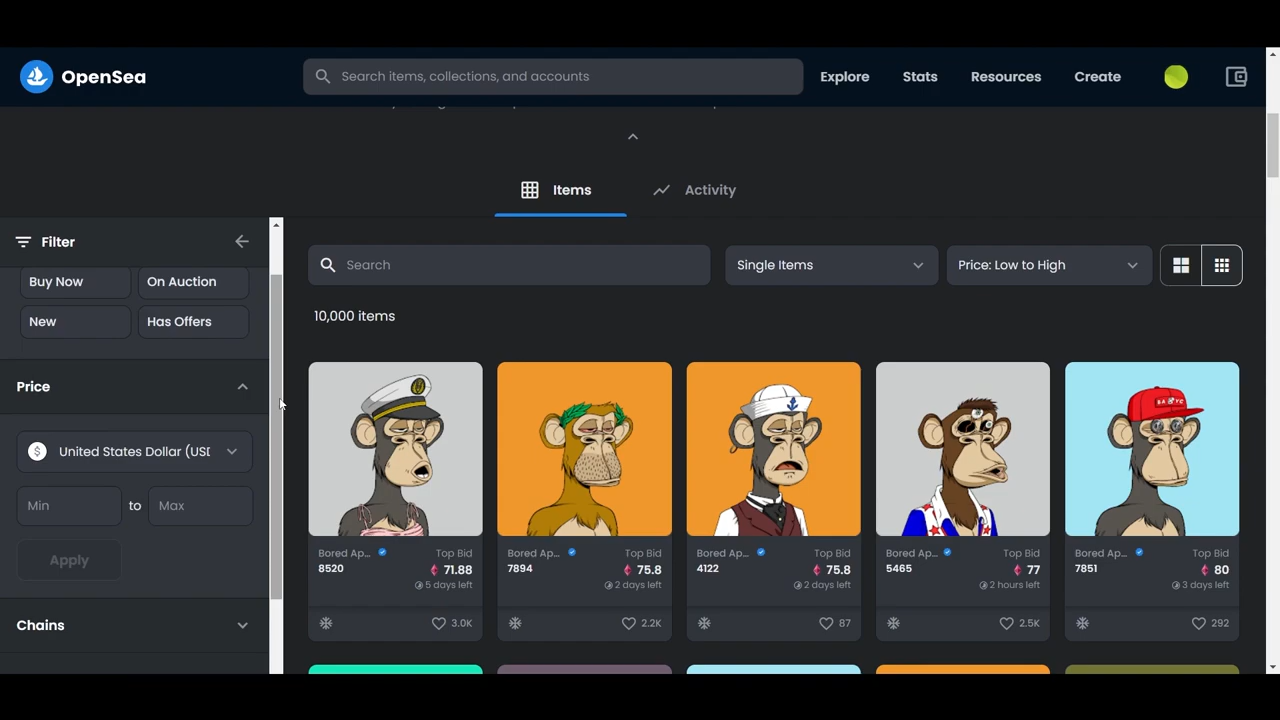 OpenSea
Search items, collections, and accounts
Explore
Stats
Resources
Create
Items
Activity
Filter
Buy Now
On Auction
New
Has Offers
Price
United States Dollar (USD
Min
to
Max
Apply
Chains
Search
Single Items
Price: Low to High
10,000 items
Bored Ap...
Top Bid
8520
71.88
5 days left
3.0K
Bored Ap...
Top Bid
7894
75.8
2 days left
2.2K
Bored Ap...
Top Bid
4122
75.8
2 days left
87
Bored Ap...
Top Bid
5465
77
2 hours left
2.5K
BAYC
Bored Ap...
Top Bid
7851
80
3 days left
292